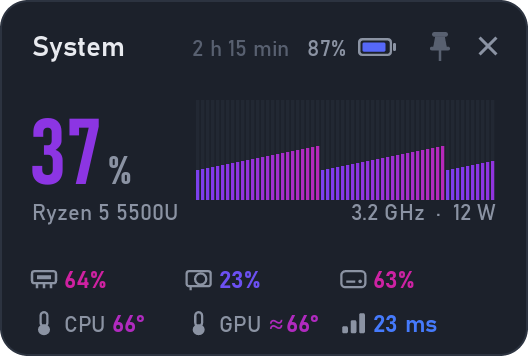 System 2 h 15 min 87%
37 %
Ryzen 5 5500U 3.2 GHz · 12 W
64% 23% 63%
CPU 66° GPU ≈66° 23 ms